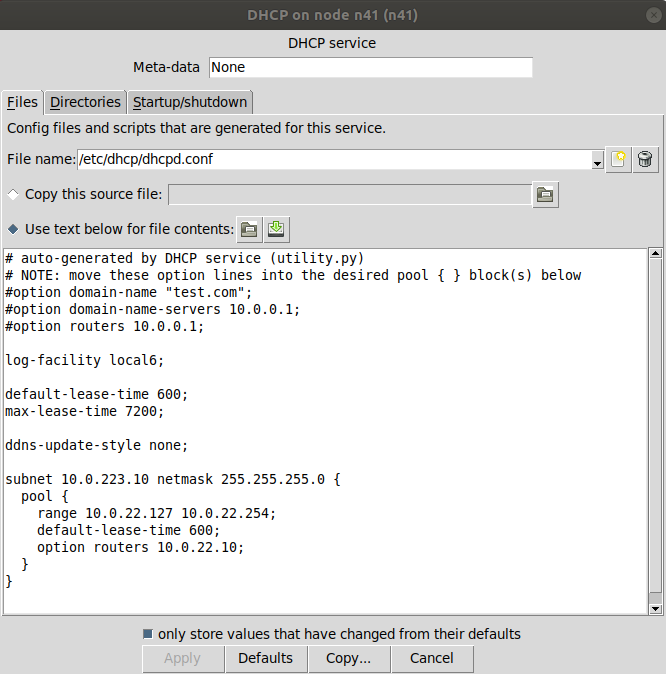 DHCP on node n41 (n41)
DHCP service
Meta-data None
Files Directories Startup/shutdown
Config files and scripts that are generated for this service.
File name: /etc/dhcp/dhcpd.conf
Copy this source file:
Use text below for file contents:
# auto-generated by DHCP service (utility.py)
# NOTE: move these option lines into the desired pool { } block(s) below
#option domain-name "test.com";
#option domain-name-servers 10.0.0.1;
#option routers 10.0.0.1;
log-facility local6;
default-lease-time 600;
max-lease-time 7200;
ddns-update-style none;
subnet 10.0.223.10 netmask 255.255.255.0 {
pool {
range 10.0.22.127 10.0.22.254;
default-lease-time 600;
option routers 10.0.22.10;
}
}
only store values that have changed from their defaults
Apply Defaults Copy... Cancel